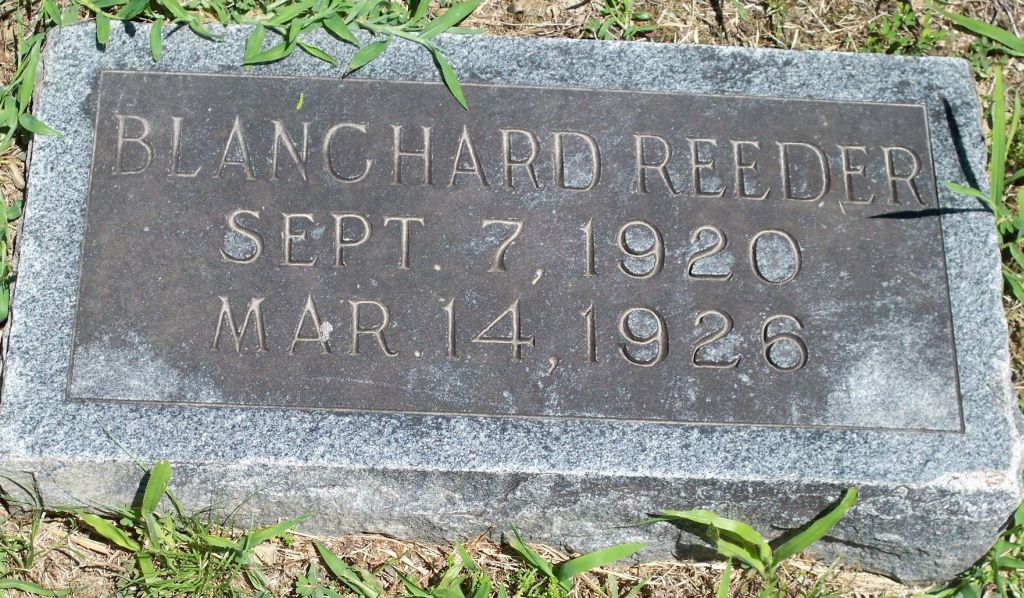 BLANCHARD REEDER
SEPT. 7, 1920
MAR. 14, 1926